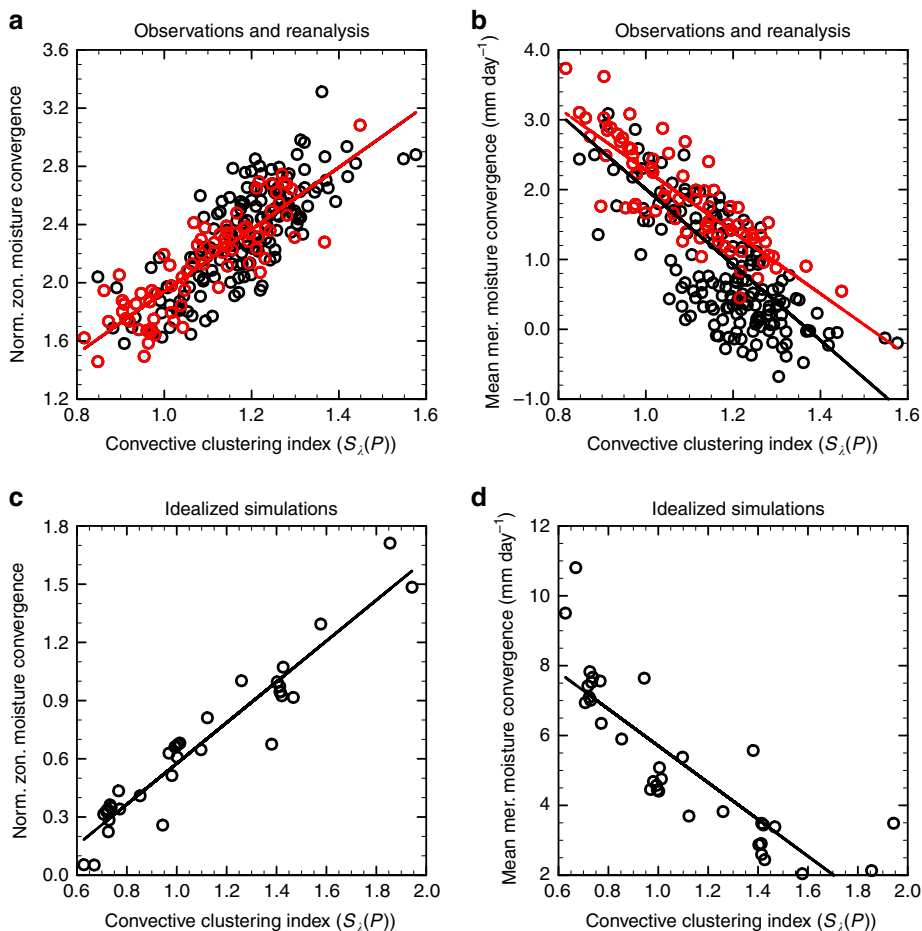 a
Observations and reanalysis
Norm. zon. moisture convergence
3.6
3.2
2.8
2.4
2.0
1.6
1.2
0.8 1.0 1.2 1.4 1.6
Convective clustering index (Sλ(P))
b
Observations and reanalysis
Mean mer. moisture convergence (mm day−1)
4.0
3.0
2.0
1.0
0.0
−1.0
0.8 1.0 1.2 1.4 1.6
Convective clustering index (Sλ(P))
c
Idealized simulations
Norm. zon. moisture convergence
1.8
1.5
1.2
0.9
0.6
0.3
0.0
0.6 0.8 1.0 1.2 1.4 1.6 1.8 2.0
Convective clustering index (Sλ(P))
d
Idealized simulations
Mean mer. moisture convergence (mm day−1)
12
10
8
6
4
2
0.6 0.8 1.0 1.2 1.4 1.6 1.8 2.0
Convective clustering index (Sλ(P))